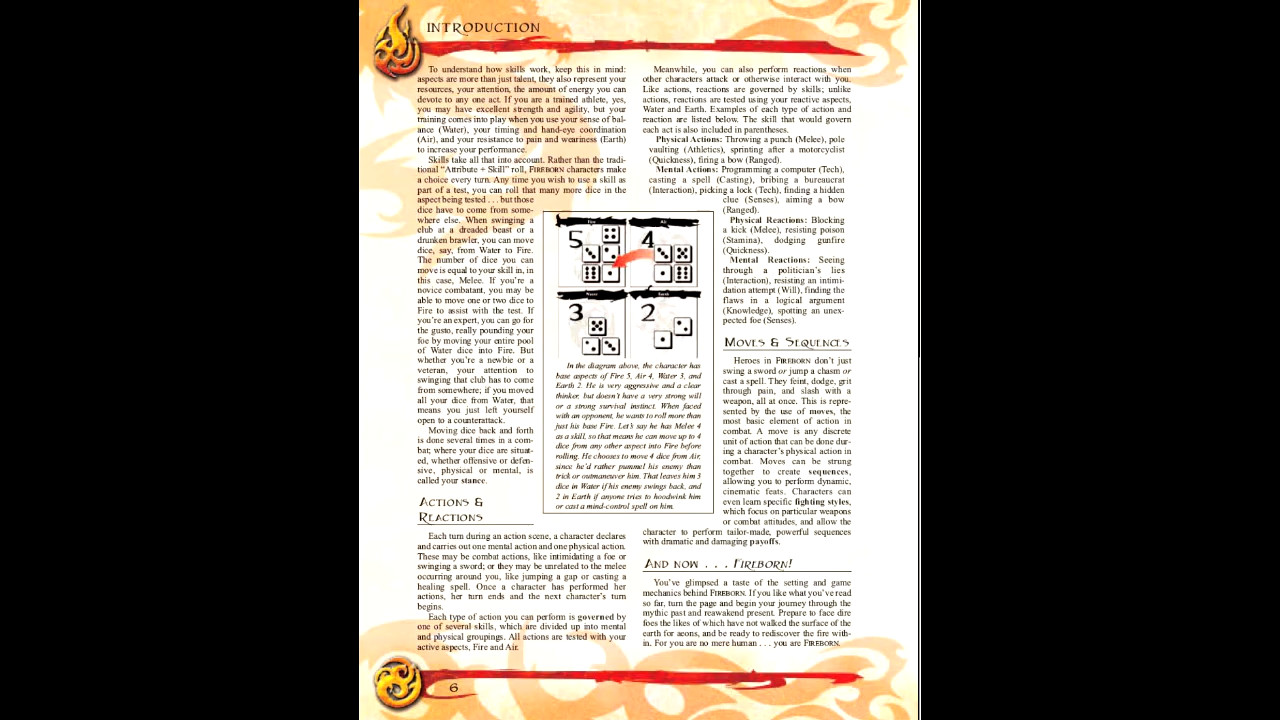 INTRODUCTION
To understand how skills work, keep this in mind:
aspects are more than just talent, they also represent your
resources, your attention, the amount of energy you can
devote to any one act. If you are a trained athlete, yes,
you may have excellent strength and agility, but your
training comes into play when you use your sense of bal-
ance (Water), your timing and hand-eye coordination
(Air), and your resistance to pain and weariness (Earth)
to increase your performance.
Skills take all that into account. Rather than the tradi-
tional “Attribute + Skill” roll, FIREBORN characters make
a choice every turn. Any time you wish to use a skill as
part of a test, you can roll that many more dice in the
aspect being tested . . . but those
dice have to come from some-
where else. When swinging a
club at a dreaded beast or a
drunken brawler, you can move
dice, say, from Water to Fire.
The number of dice you can
move is equal to your skill in, in
this case, Melee. If you’re a
novice combatant, you may be
able to move one or two dice to
Fire to assist with the test. If
you’re an expert, you can go for
the gusto, really pounding your
foe by moving your entire pool
of Water dice into Fire. But
whether you’re a newbie or a
veteran, your attention to
swinging that club has to come
from somewhere; if you moved
all your dice from Water, that
means you just left yourself
open to a counterattack.
Moving dice back and forth
is done several times in a com-
bat; where your dice are situat-
ed, whether offensive or defen-
sive, physical or mental, is
called your stance.
ACTIONS &
REACTIONS
Each turn during an action scene, a character declares
and carries out one mental action and one physical action.
These may be combat actions, like intimidating a foe or
swinging a sword; or they may be unrelated to the melee
occurring around you, like jumping a gap or casting a
healing spell. Once a character has performed her
actions, her turn ends and the next character’s turn
begins.
Each type of action you can perform is governed by
one of several skills, which are divided up into mental
and physical groupings. All actions are tested with your
active aspects, Fire and Air.
Fire
Air
5
4
Water
Earth
3
2
In the diagram above, the character has
base aspects of Fire 5, Air 4, Water 3, and
Earth 2. He is very aggressive and a clear
thinker, but doesn’t have a very strong will
or a strong survival instinct. When faced
with an opponent, he wants to roll more than
just his base Fire. Let’s say he has Melee 4
as a skill, so that means he can move up to 4
dice from any other aspect into Fire before
rolling. He chooses to move 4 dice from Air,
since he’d rather pummel his enemy than
trick or outmaneuver him. That leaves him 3
dice in Water if his enemy swings back, and
2 in Earth if anyone tries to hoodwink him
or cast a mind-control spell on him.
Meanwhile, you can also perform reactions when
other characters attack or otherwise interact with you.
Like actions, reactions are governed by skills; unlike
actions, reactions are tested using your reactive aspects,
Water and Earth. Examples of each type of action and
reaction are listed below. The skill that would govern
each act is also included in parentheses.
Physical Actions: Throwing a punch (Melee), pole
vaulting (Athletics), sprinting after a motorcyclist
(Quickness), firing a bow (Ranged).
Mental Actions: Programming a computer (Tech),
casting a spell (Casting), bribing a bureaucrat
(Interaction), picking a lock (Tech), finding a hidden
clue (Senses), aiming a bow
(Ranged).
Physical Reactions: Blocking
a kick (Melee), resisting poison
(Stamina), dodging gunfire
(Quickness).
Mental Reactions: Seeing
through a politician’s lies
(Interaction), resisting an intimi-
dation attempt (Will), finding the
flaws in a logical argument
(Knowledge), spotting an unex-
pected foe (Senses).
MOVES & SEQUENCES
Heroes in FIREBORN don’t just
swing a sword or jump a chasm or
cast a spell. They feint, dodge, grit
through pain, and slash with a
weapon, all at once. This is repre-
sented by the use of moves, the
most basic element of action in
combat. A move is any discrete
unit of action that can be done dur-
ing a character’s physical action in
combat. Moves can be strung
together to create sequences,
allowing you to perform dynamic,
cinematic feats. Characters can
even learn specific fighting styles,
which focus on particular weapons
or combat attitudes, and allow the
character to perform tailor-made, powerful sequences
with dramatic and damaging payoffs.
AND NOW . . . FIREBORN!
You’ve glimpsed a taste of the setting and game
mechanics behind FIREBORN. If you like what you’ve read
so far, turn the page and begin your journey through the
mythic past and reawakend present. Prepare to face dire
foes the likes of which have not walked the surface of the
earth for aeons, and be ready to rediscover the fire with-
in. For you are no mere human . . . you are FIREBORN.
6